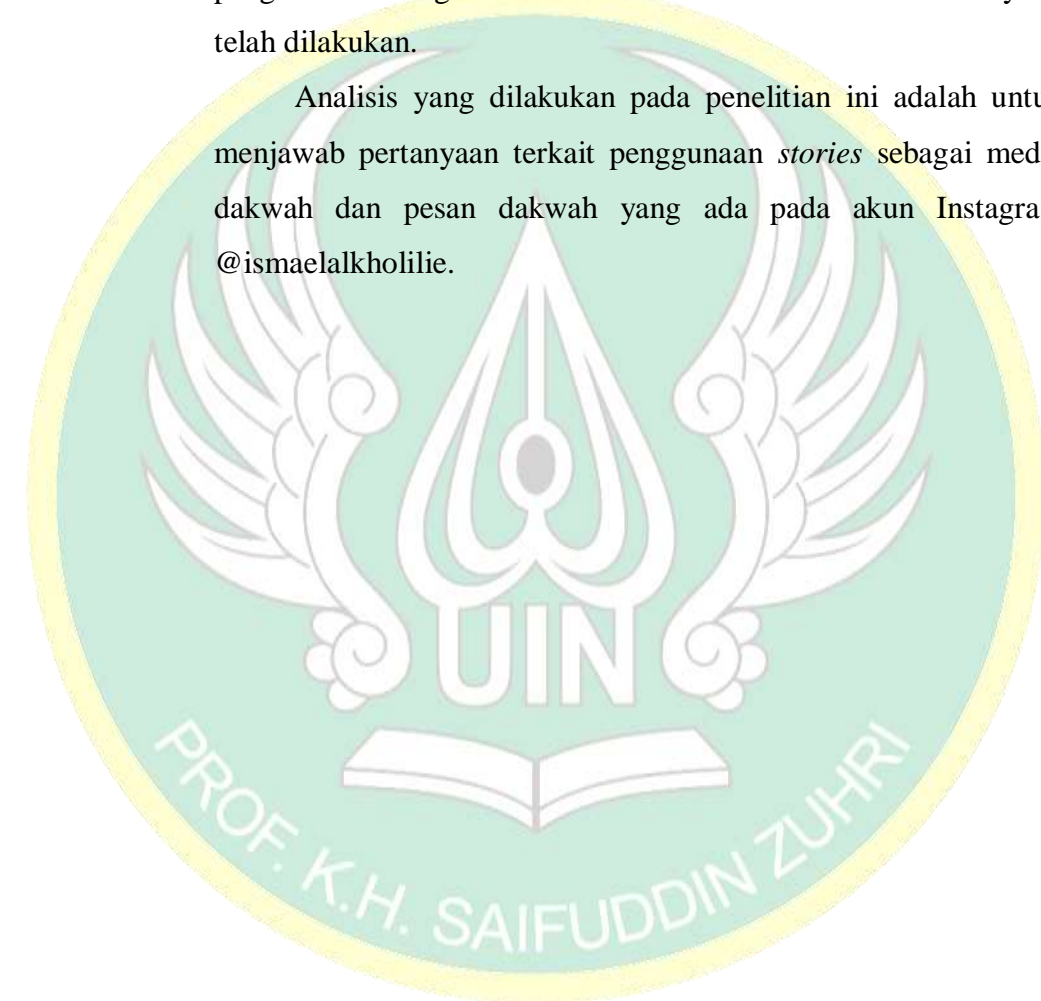 telah dilakukan.
Analisis yang dilakukan pada penelitian ini adalah untu
menjawab pertanyaan terkait penggunaan stories sebagai med
dakwah dan pesan dakwah yang ada pada akun Instagra
@ismaelalkholilie.
UIN
PROF. K.H. SAIFUDDIN ZUHRI